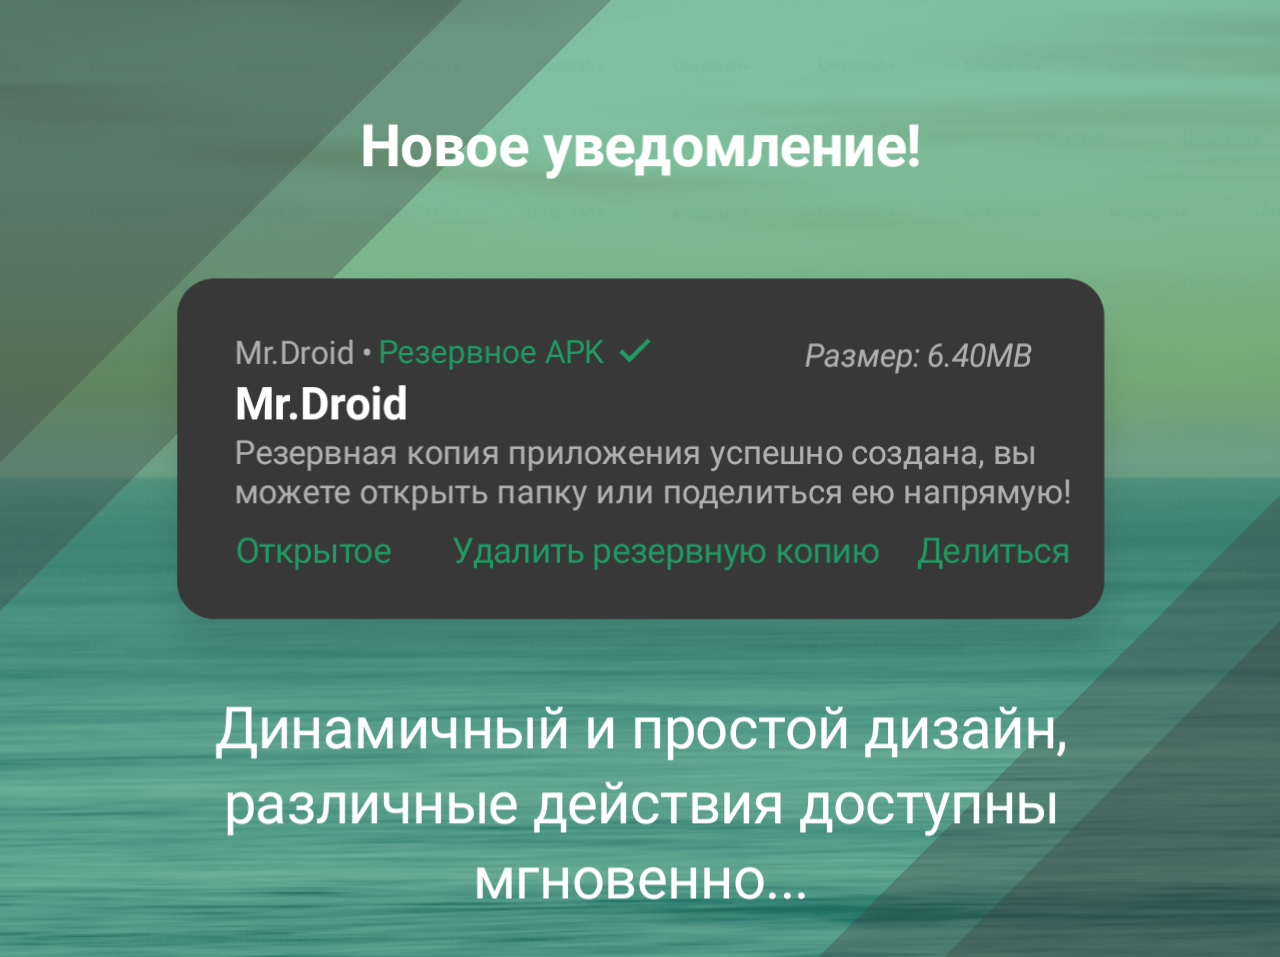 Новое уведомление!
Mr.Droid • Резервное APK ✓ Размер: 6.40MB
Mr.Droid
Резервная копия приложения успешно создана, вы
можете открыть папку или поделиться ею напрямую!
Открытое Удалить резервную копию Делиться
Динамичный и простой дизайн,
различные действия доступны
мгновенно...